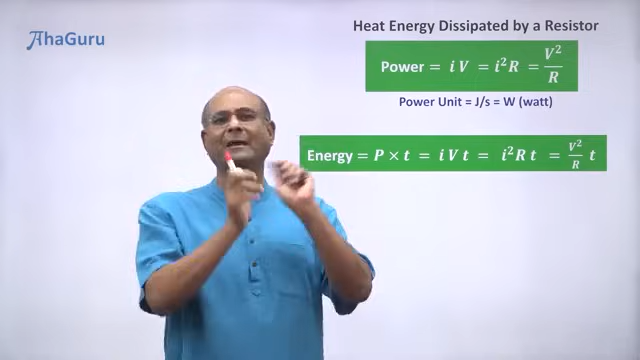 AhaGuru
Heat Energy Dissipated by a Resistor
Power = i V = i²R = V²/R
Power Unit = J/s = W (watt)
Energy = P × t = i V t = i²R t = V²/R t